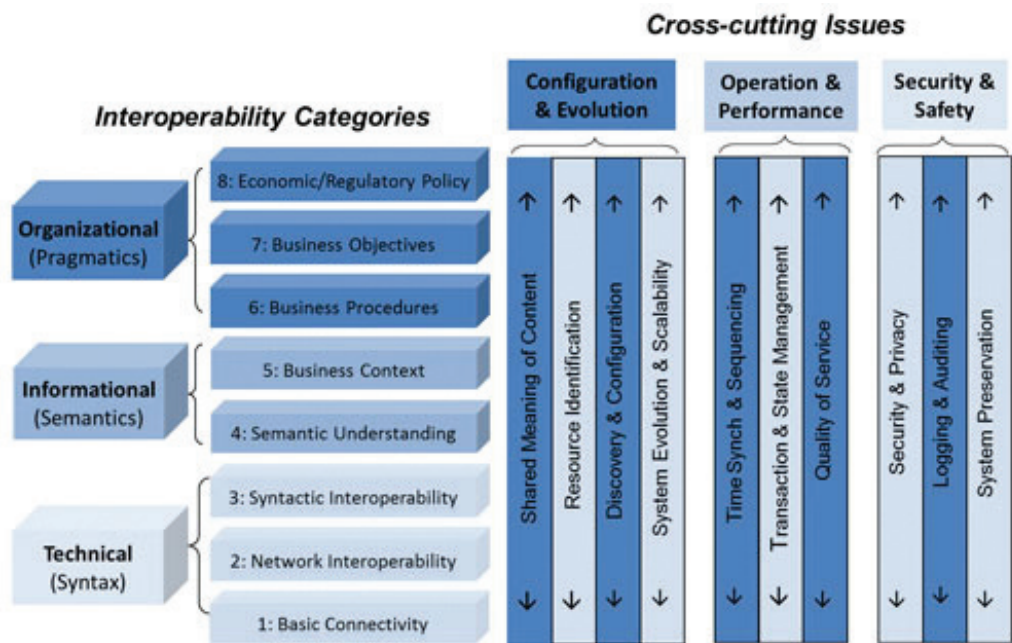 Cross-cutting Issues
Configuration
& Evolution
Operation &
Performance
Security &
Safety
Interoperability Categories
Organizational
(Pragmatics)
8: Economic/Regulatory Policy
7: Business Objectives
6: Business Procedures
Informational
(Semantics)
5: Business Context
4: Semantic Understanding
Technical
(Syntax)
3: Syntactic Interoperability
2: Network Interoperability
1: Basic Connectivity
Shared Meaning of Content
Resource Identification
Discovery & Configuration
System Evolution & Scalability
Time Synch & Sequencing
Transaction & State Management
Quality of Service
Security & Privacy
Logging & Auditing
System Preservation